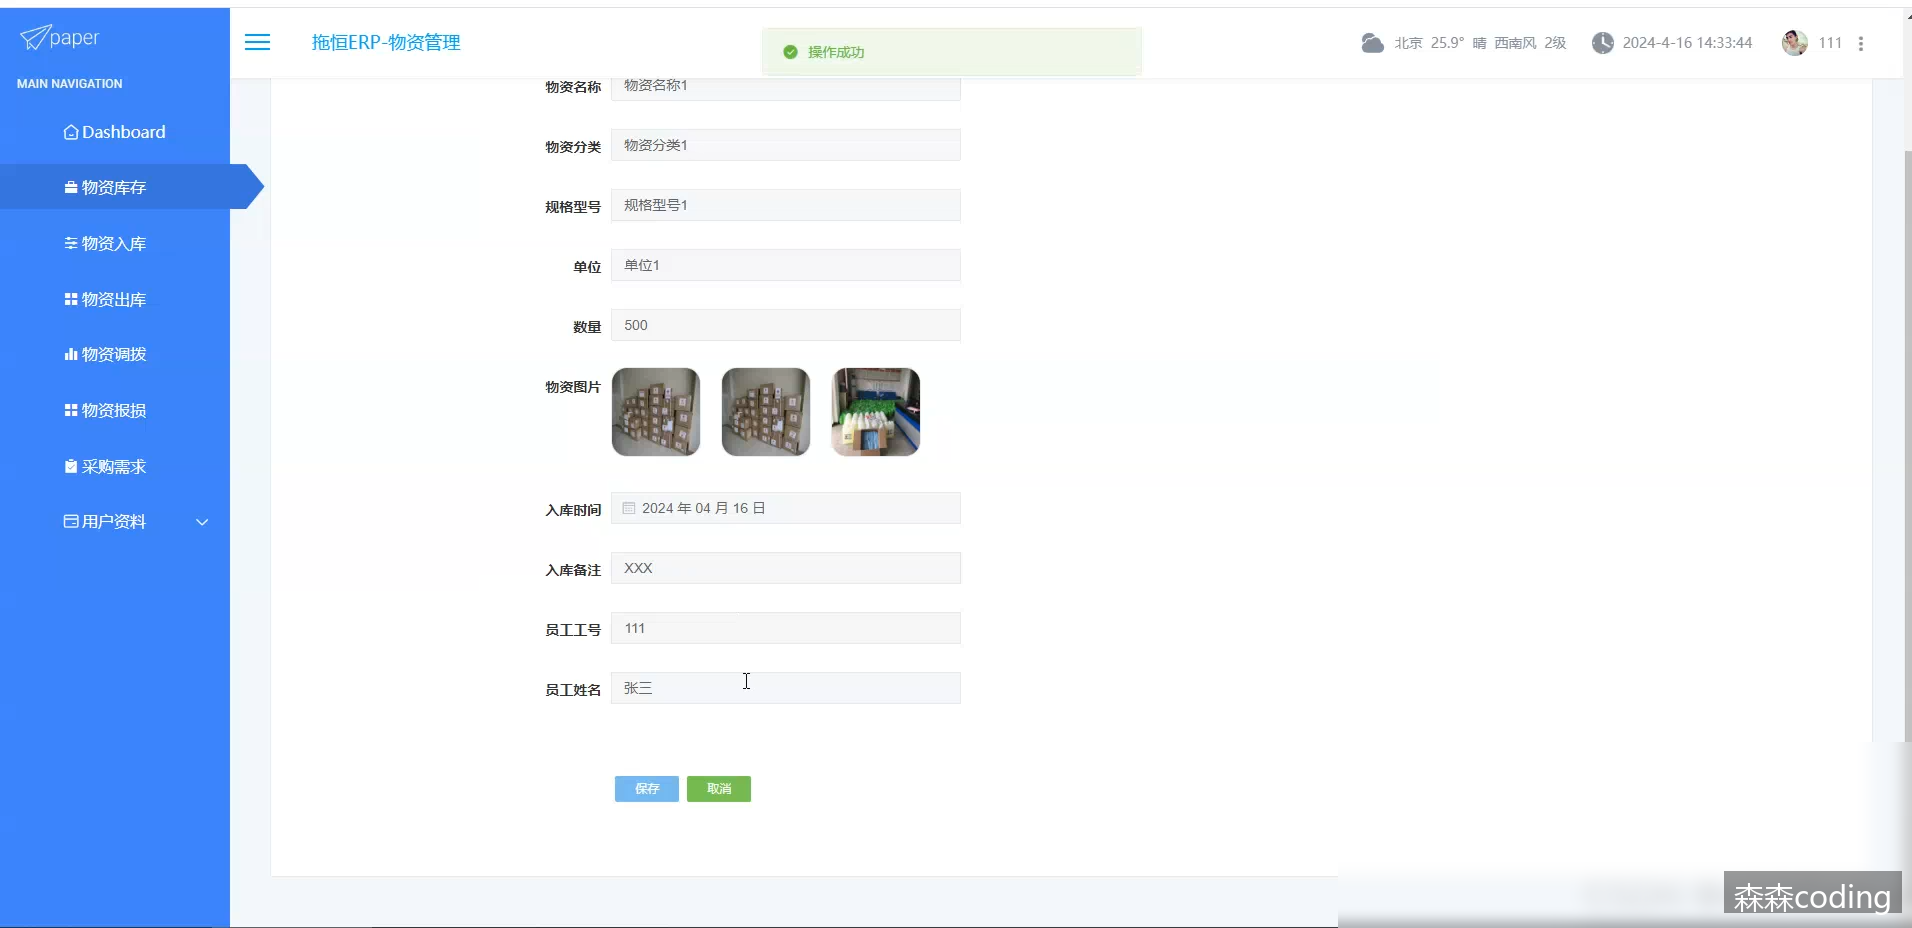 paper
拖恒ERP-物资管理
操作成功
北京 25.9° 晴 西南风 2级
2024-4-16 14:33:44
111
MAIN NAVIGATION
Dashboard
物资库存
物资入库
物资出库
物资调拨
物资报损
采购需求
用户资料
物资名称 物资名称1
物资分类 物资分类1
规格型号 规格型号1
单位 单位1
数量 500
物资图片
入库时间 2024 年 04 月 16 日
入库备注 XXX
员工工号 111
员工姓名 张三
保存 取消
森森coding